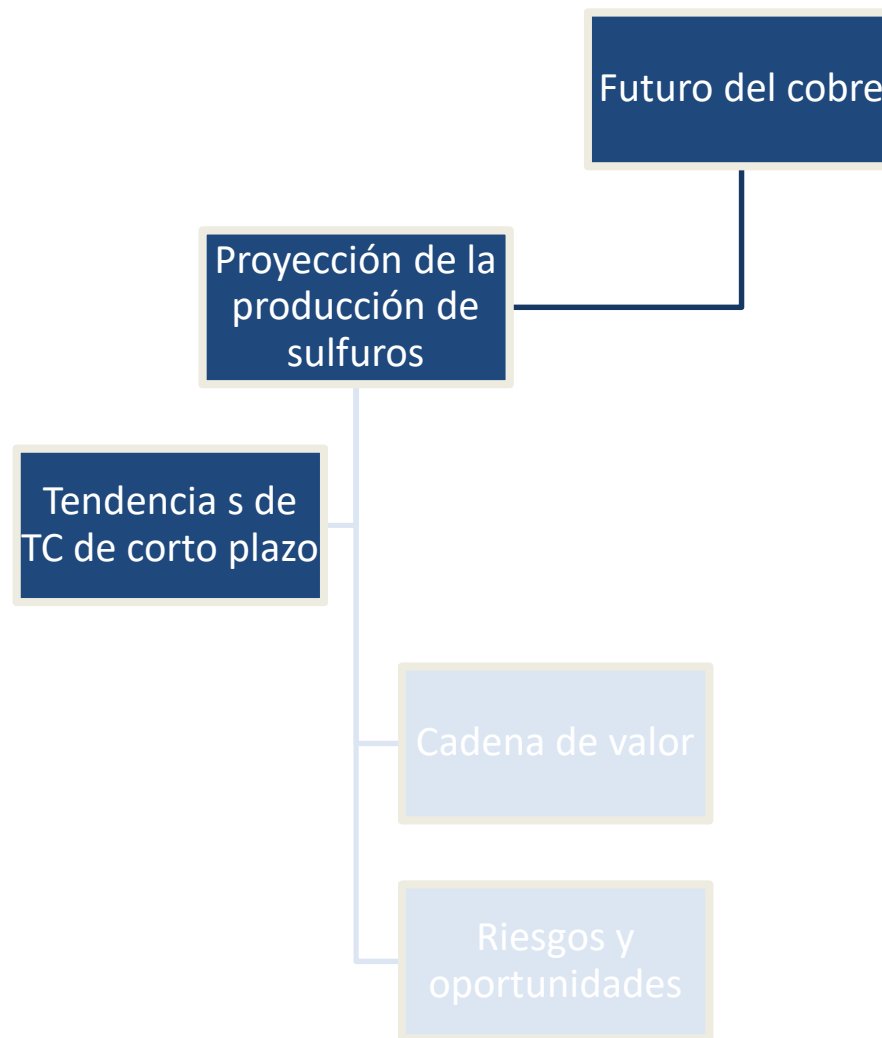 Futuro del cobre
Proyección de la
producción de
sulfuros
Tendencia s de
TC de corto plazo
Cadena de valor
Riesgos y
oportunidades